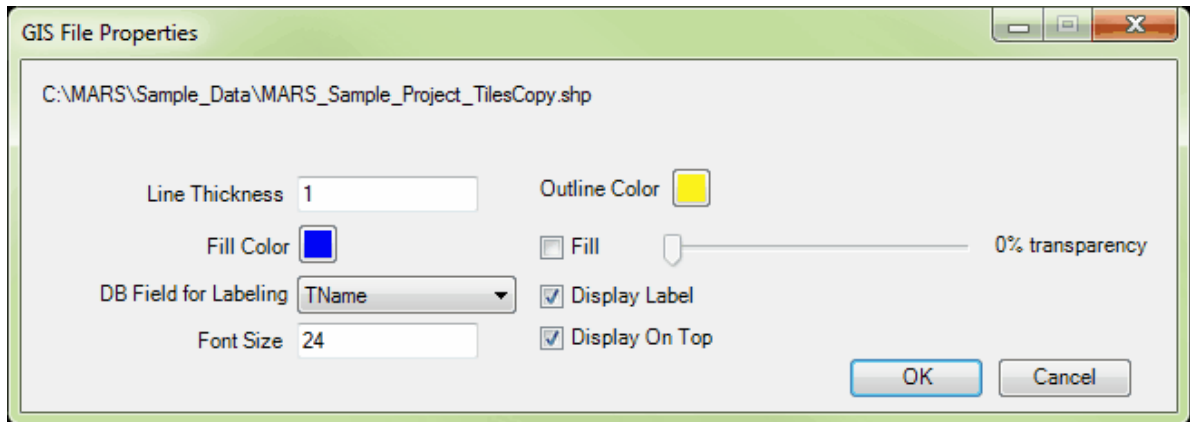 GIS File Properties
C:\MARS\Sample_Data\MARS_Sample_Project_TilesCopy.shp
Line Thickness 1 Outline Color
Fill Color Fill 0% transparency
DB Field for Labeling TName Display Label
Font Size 24 Display On Top
OK Cancel